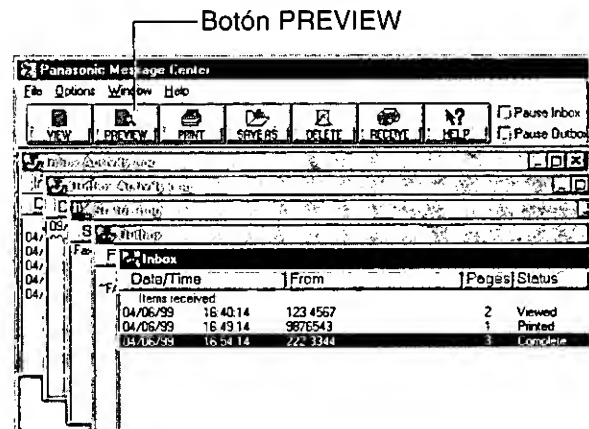 Botón PREVIEW
Panasonic Message Center
File Options Window Help
VIEW PREVIEW PRINT SAVE AS DELETE RECEIVE HELP
Pause Inbox
Pause Outbox
Inbox
Date/Time From Pages Status
Items received
04/06/99 16:40:14 123 4567 2 Viewed
04/06/99 16:49:14 9876543 1 Printed
04/06/99 16:54:14 222 3344 3 Complete